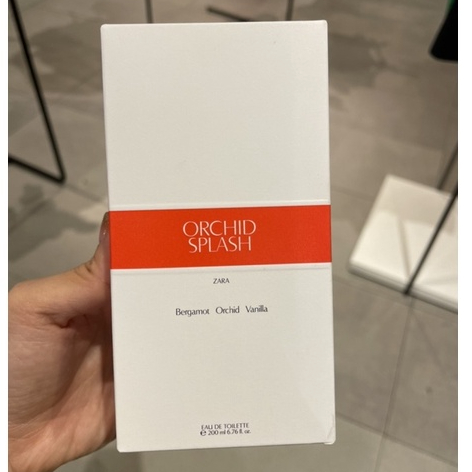 ORCHID
SPLASH
ZARA
Bergamot Orchid Vanilla
EAU DE TOILETTE
℮ 200 ml 6.76 fl. oz.